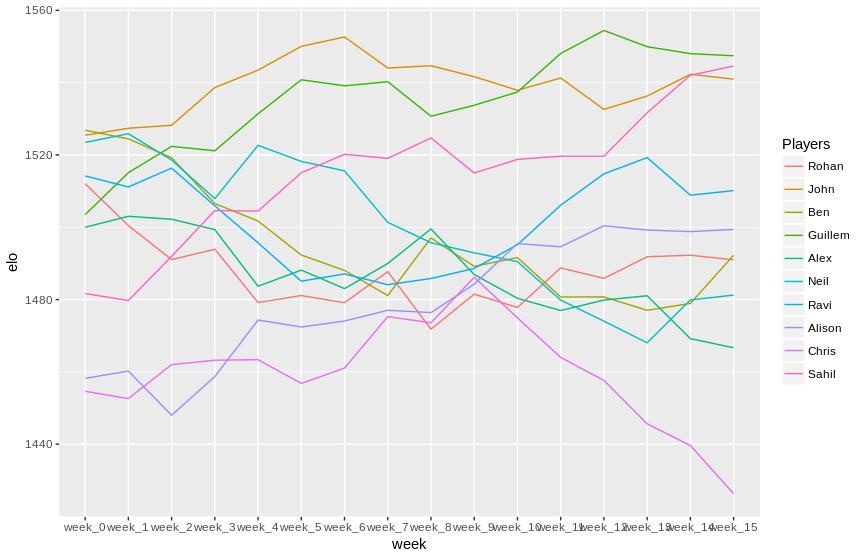 1560
1520
1480
1440
elo
week_0 week_1 week_2 week_3 week_4 week_5 week_6 week_7 week_8 week_9 week_10 week_11 week_12 week_13 week_14 week_15
week
Players
Rohan
John
Ben
Guillem
Alex
Neil
Ravi
Alison
Chris
Sahil